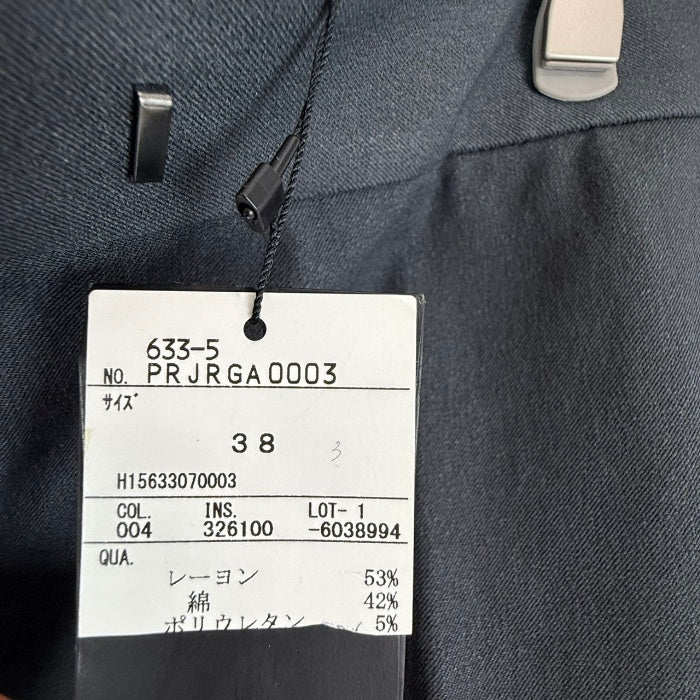 633-5
NO. PRJRGA0003
サイズ
38 3
H15633070003
COL. INS. LOT- 1
004 326100 -6038994
QUA.
レーヨン 53%
綿 42%
ポリウレタン 5%